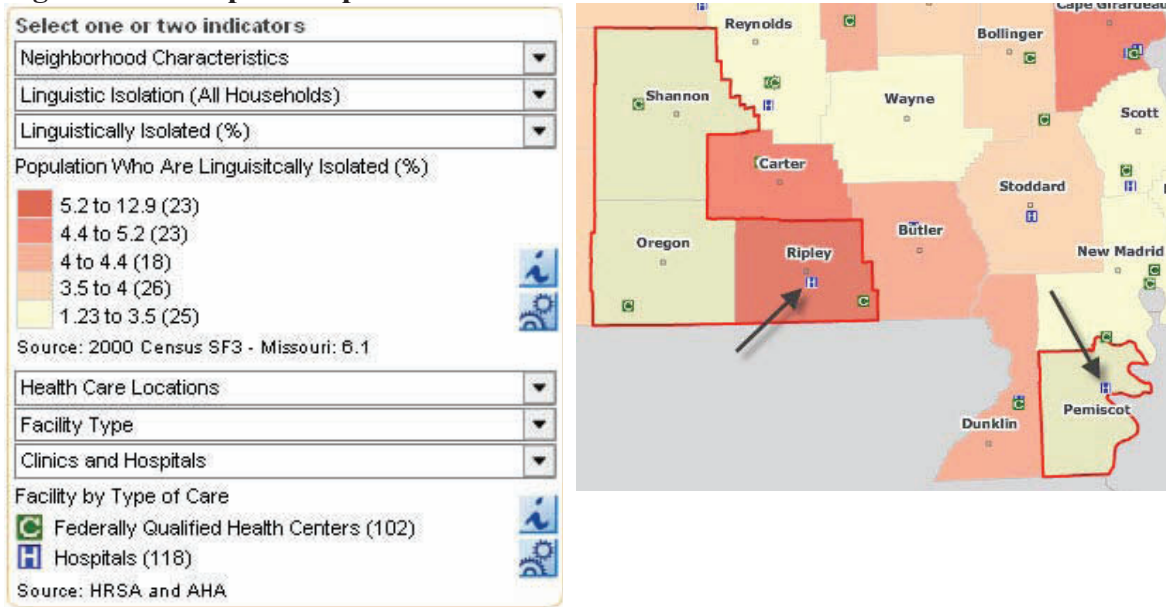 Select one or two indicators
Neighborhood Characteristics
Linguistic Isolation (All Households)
Linguistically Isolated (%)
Population Who Are Linguisitcally Isolated (%)
5.2 to 12.9 (23)
4.4 to 5.2 (23)
4 to 4.4 (18)
3.5 to 4 (26)
1.23 to 3.5 (25)
Source: 2000 Census SF3 - Missouri: 6.1
Health Care Locations
Facility Type
Clinics and Hospitals
Facility by Type of Care
C Federally Qualified Health Centers (102)
H Hospitals (118)
Source: HRSA and AHA
Cape Girardeau
Reynolds
Bollinger
Shannon
Wayne
Scott
Carter
Stoddard
Butler
Oregon
Ripley
New Madrid
Pemiscot
Dunklin